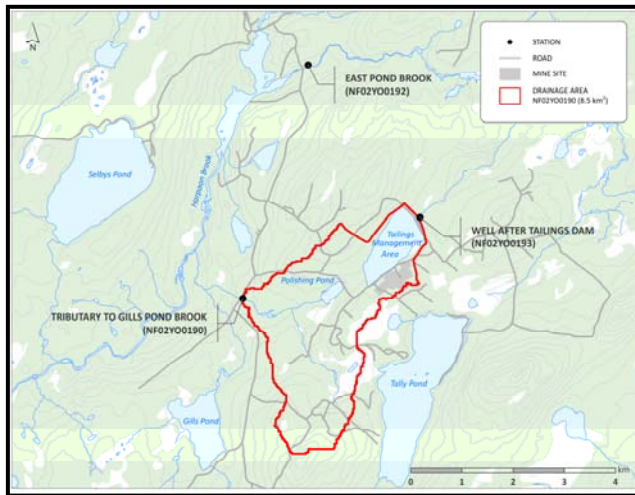 N
STATION
ROAD
MINE SITE
DRAINAGE AREA
NF02YO0190 (8.5 km²)
EAST POND BROOK
(NF02YO0192)
Selbys Pond
Harpoon Brook
Tailings
Management
Area
WELL AFTER TAILINGS DAM
(NF02YO0193)
Polishing Pond
TRIBUTARY TO GILLS POND BROOK
(NF02YO0190)
Gills Pond
Tally Pond
0 1 2 3 4
km